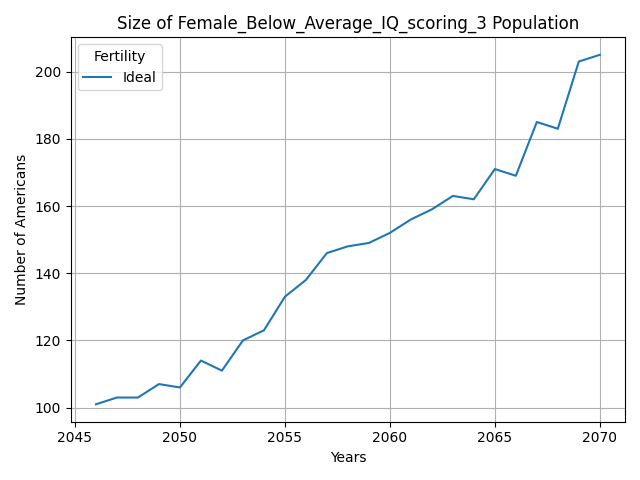 Size of Female_Below_Average_IQ_scoring_3 Population
Fertility
Ideal
Number of Americans
200
180
160
140
120
100
2045 2050 2055 2060 2065 2070
Years